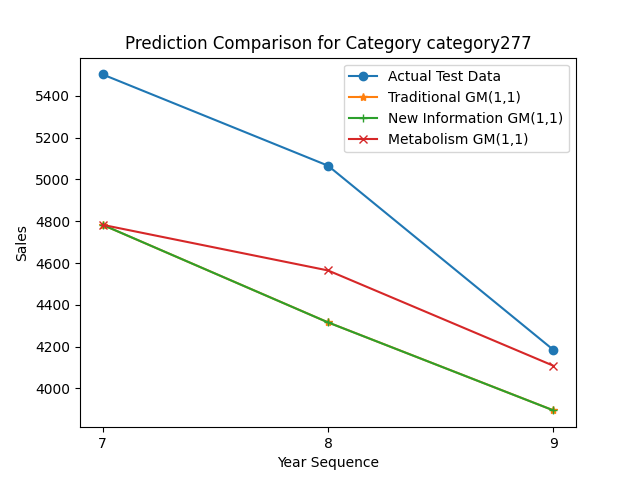 Prediction Comparison for Category category277
Actual Test Data
Traditional GM(1,1)
New Information GM(1,1)
Metabolism GM(1,1)
Sales
5400
5200
5000
4800
4600
4400
4200
4000
7
8
9
Year Sequence